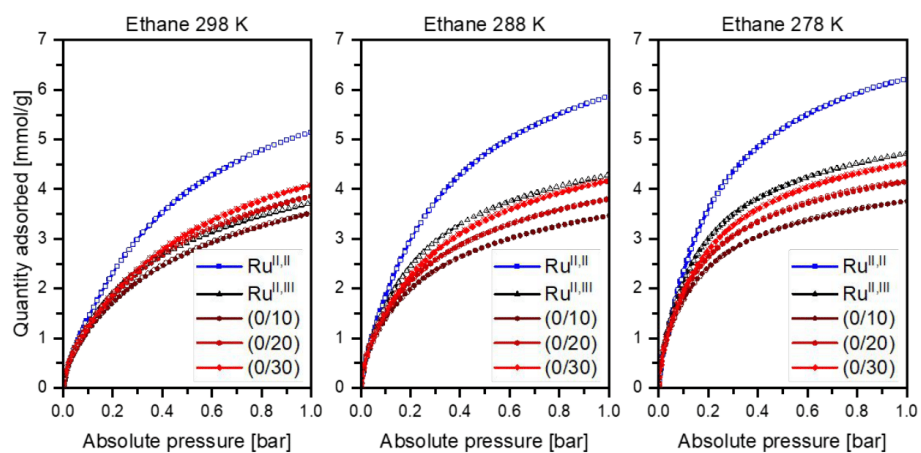 Ethane 298 K
Ethane 288 K
Ethane 278 K
Quantity adsorbed [mmol/g]
7
6
5
4
3
2
1
0
Ru^II,II
Ru^II,III
(0/10)
(0/20)
(0/30)
0.0 0.2 0.4 0.6 0.8 1.0
Absolute pressure [bar]
7
6
5
4
3
2
1
0
Ru^II,II
Ru^II,III
(0/10)
(0/20)
(0/30)
0.0 0.2 0.4 0.6 0.8 1.0
Absolute pressure [bar]
7
6
5
4
3
2
1
0
Ru^II,II
Ru^II,III
(0/10)
(0/20)
(0/30)
0.0 0.2 0.4 0.6 0.8 1.0
Absolute pressure [bar]